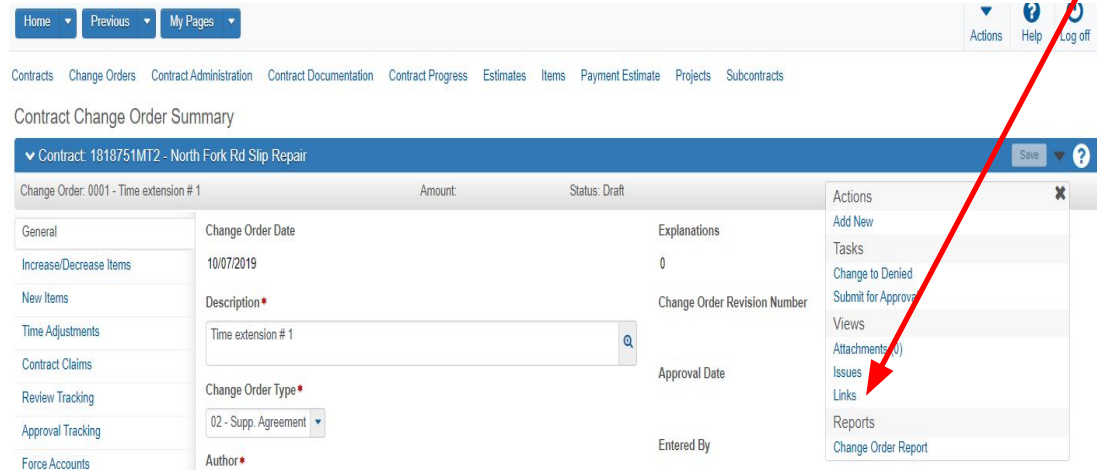 Home Previous My Pages Actions Help Log off
Contracts Change Orders Contract Administration Contract Documentation Contract Progress Estimates Items Payment Estimate Projects Subcontracts
Contract Change Order Summary
Contract: 1818751MT2 - North Fork Rd Slip Repair Save ?
Change Order: 0001 - Time extension # 1 Amount: Status: Draft
General
Increase/Decrease Items
New Items
Time Adjustments
Contract Claims
Review Tracking
Approval Tracking
Force Accounts
Change Order Date
10/07/2019
Description*
Time extension # 1
Change Order Type*
02 - Supp. Agreement
Author*
Explanations
0
Change Order Revision Number
Approval Date
Entered By
Actions
Add New
Tasks
Change to Denied
Submit for Approval
Views
Attachments (0)
Issues
Links
Reports
Change Order Report